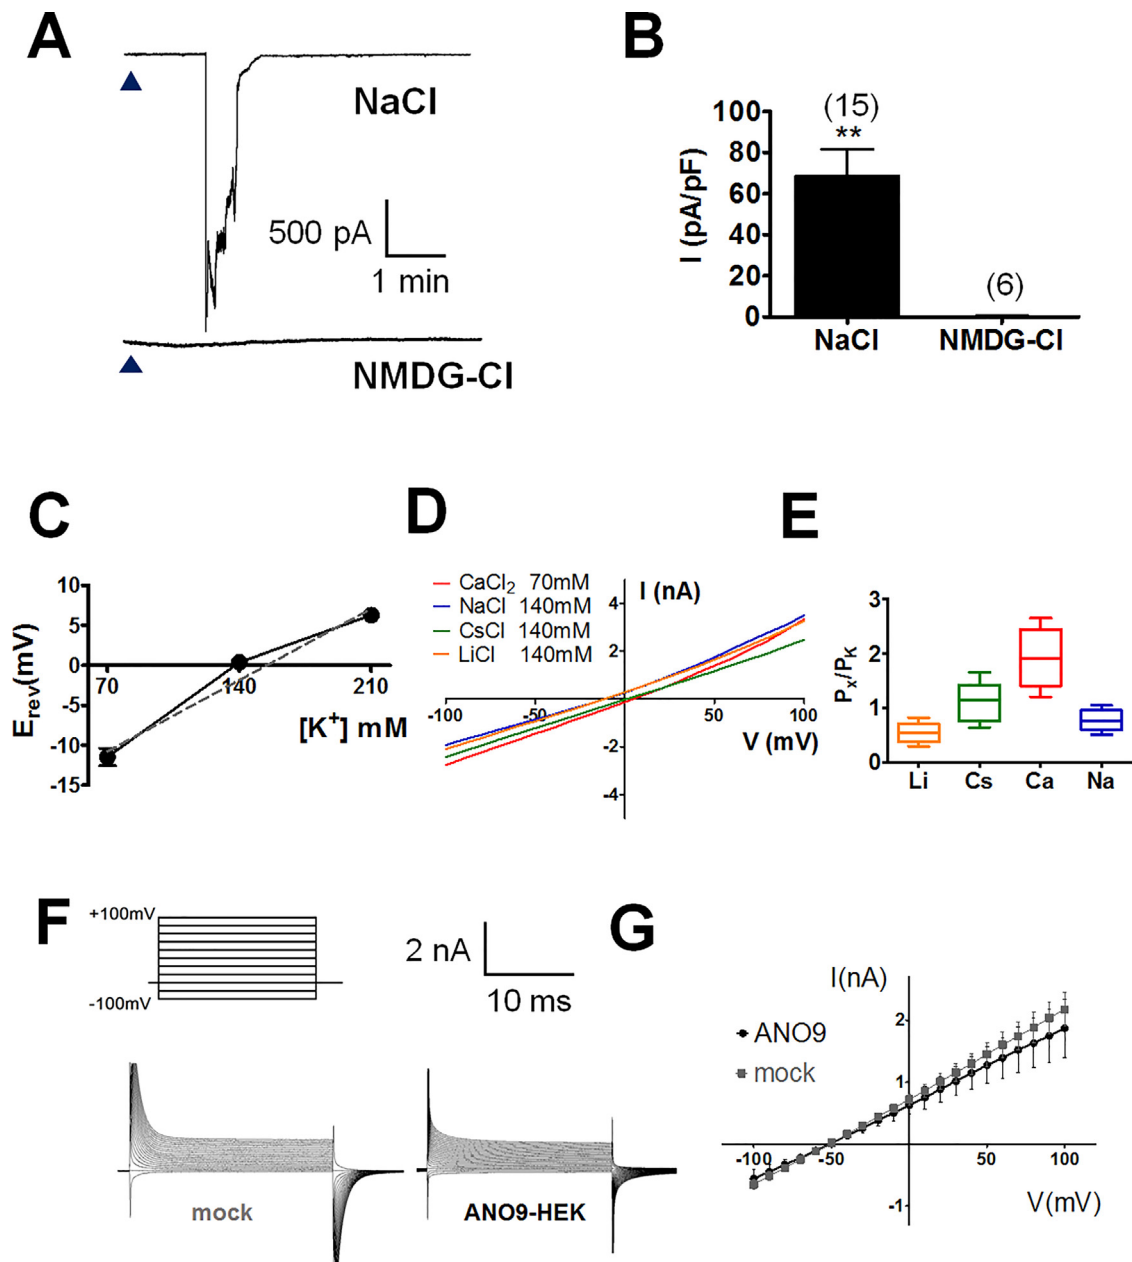 A
NaCl
500 pA
1 min
NMDG-Cl
B
I (pA/pF)
100
80
60
40
20
0
(15)
**
(6)
NaCl
NMDG-Cl
C
E_rev(mV)
10
5
0
-5
-10
-15
70
140
210
[K⁺] mM
D
CaCl₂ 70mM
NaCl 140mM
CsCl 140mM
LiCl 140mM
I (nA)
4
2
-2
-4
-100
-50
50
100
V (mV)
E
Pₓ/P_K
3
2
1
0
Li
Cs
Ca
Na
F
+100mV
-100mV
2 nA
10 ms
mock
ANO9-HEK
G
I(nA)
ANO9
mock
2
1
-1
-100
-50
50
100
V(mV)